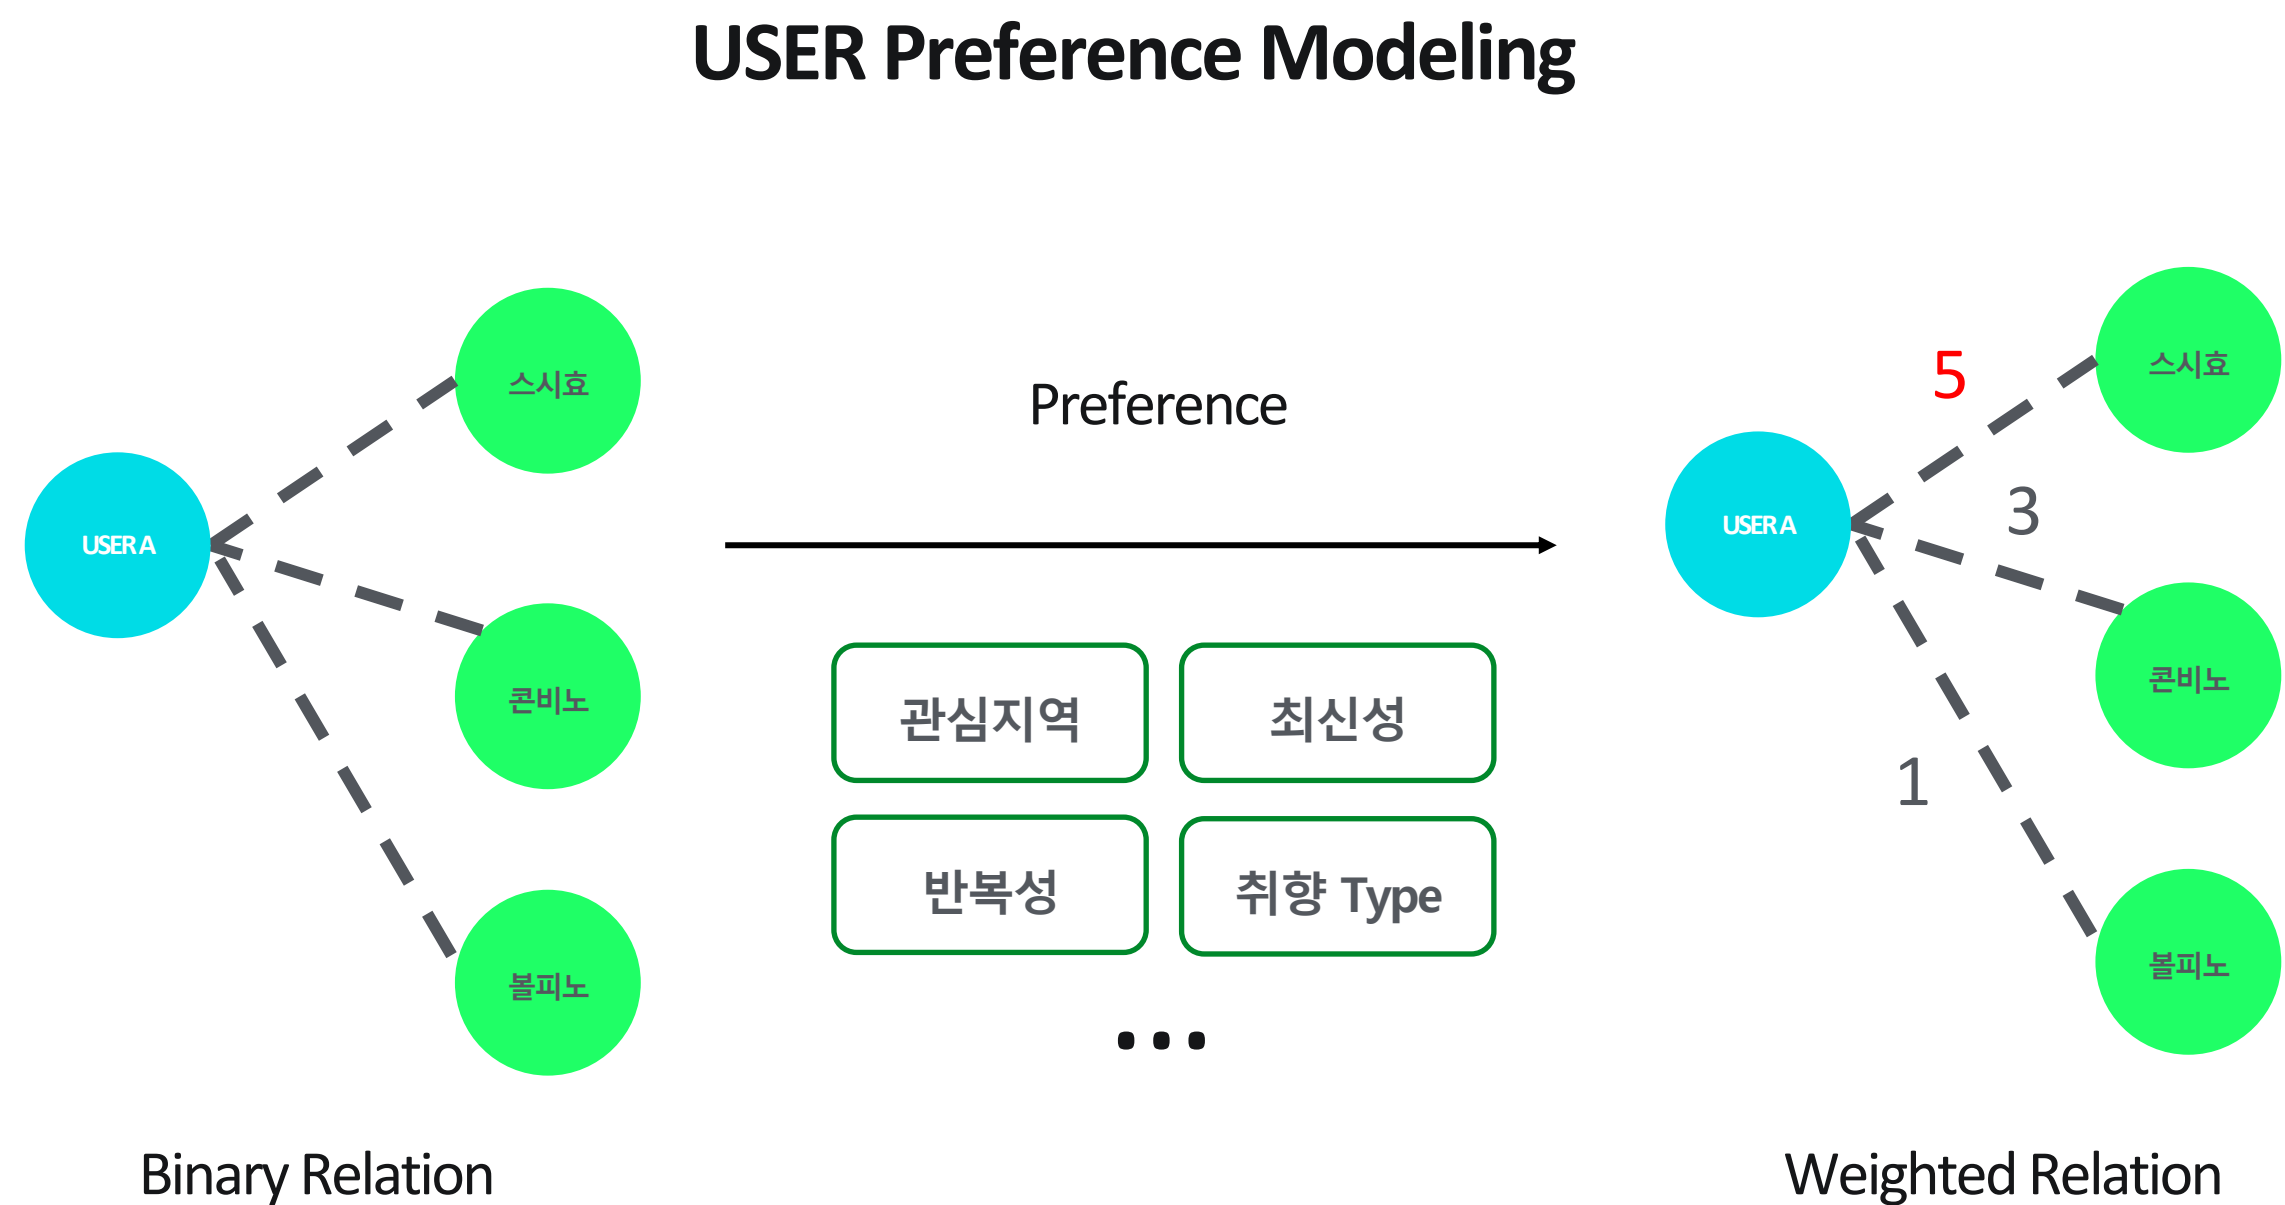 USER Preference Modeling
스시효
USER A
콘비노
볼피노
Binary Relation
Preference
관심지역
최신성
반복성
취향 Type
...
5
스시효
USER A
3
콘비노
1
볼피노
Weighted Relation